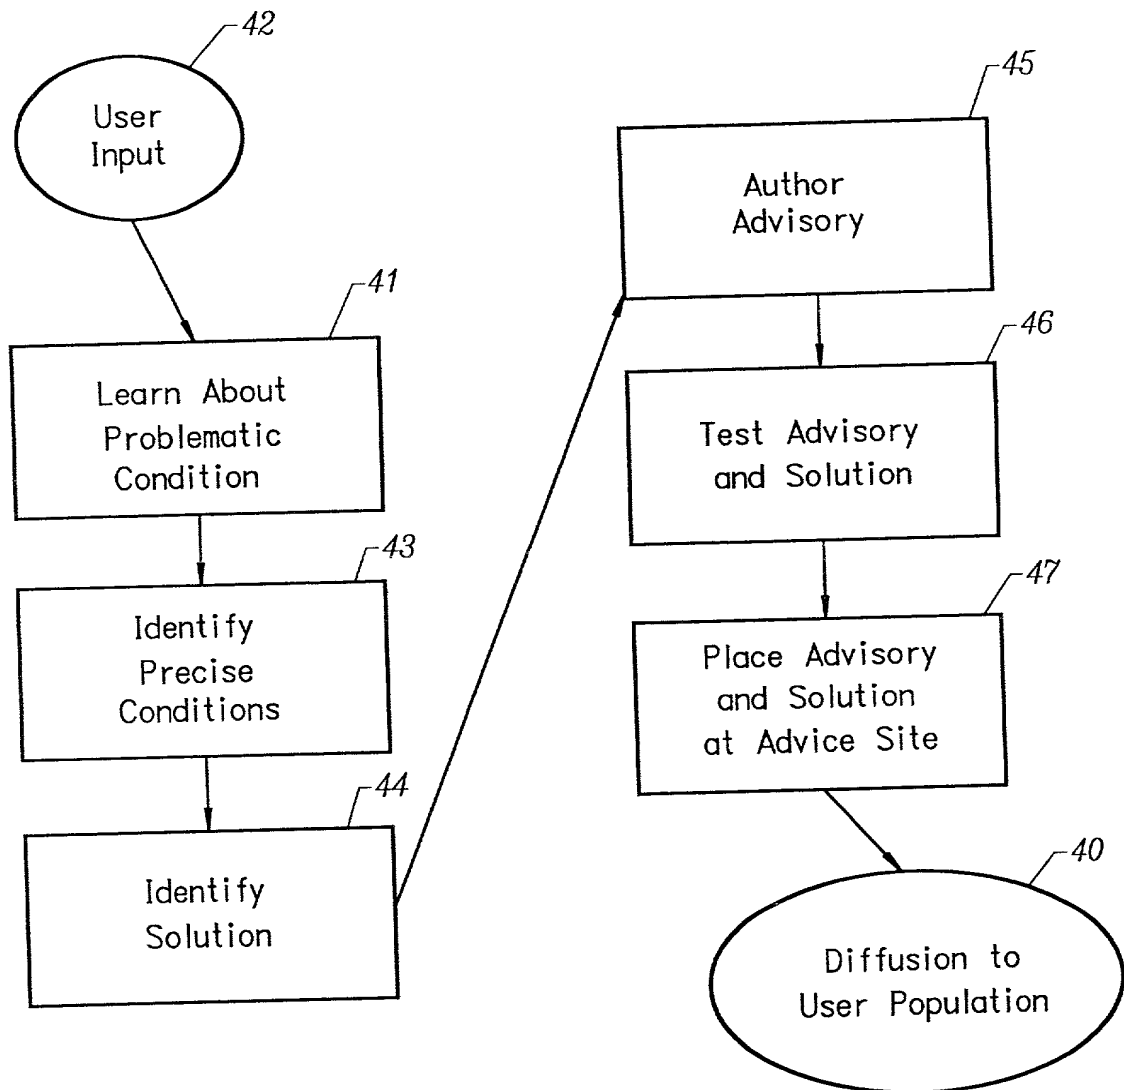 42
User
Input
41
Learn About
Problematic
Condition
43
Identify
Precise
Conditions
44
Identify
Solution
45
Author
Advisory
46
Test Advisory
and Solution
47
Place Advisory
and Solution
at Advice Site
40
Diffusion to
User Population